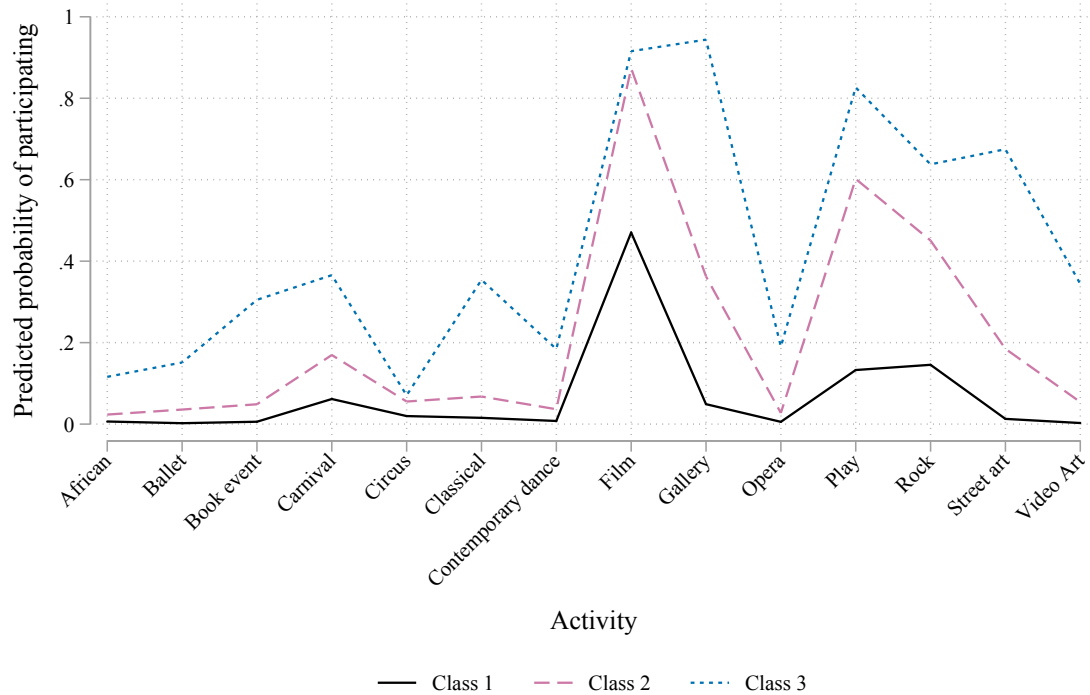 Predicted probability of participating
1
.8
.6
.4
.2
0
African
Ballet
Book event
Carnival
Circus
Classical
Contemporary dance
Film
Gallery
Opera
Play
Rock
Street art
Video Art
Activity
Class 1 Class 2 Class 3